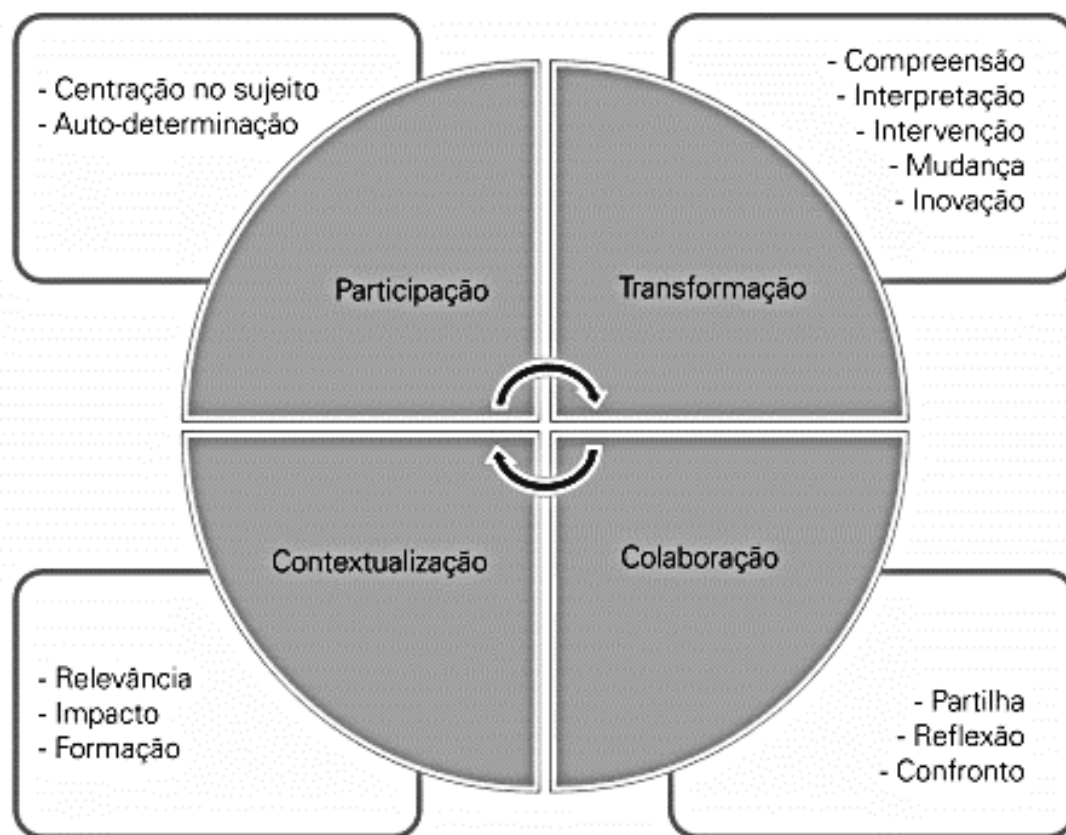 - Centração no sujeito
- Auto-determinação
- Compreensão
- Interpretação
- Intervenção
- Mudança
- Inovação
Participação
Transformação
Contextualização
Colaboração
- Relevância
- Impacto
- Formação
- Partilha
- Reflexão
- Confronto